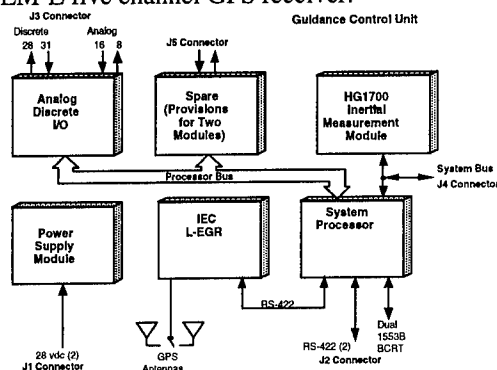 five channel GPS receiver.
J3 Connector
Guidance Control Unit
Discrete
Analog
28 31
16 8
J5 Connector
Analog
Discrete
I/O
Spare
(Provisions
for Two
Modules)
HG1700
Inertial
Measurement
Module
Processor Bus
System Bus
J4 Connector
Power
Supply
Module
IEC
L-EGR
System
Processor
RS-422
28 vdc (2)
J1 Connector
GPS
Antennas
RS-422 (2)
J2 Connector
Dual
1553B
BCRT